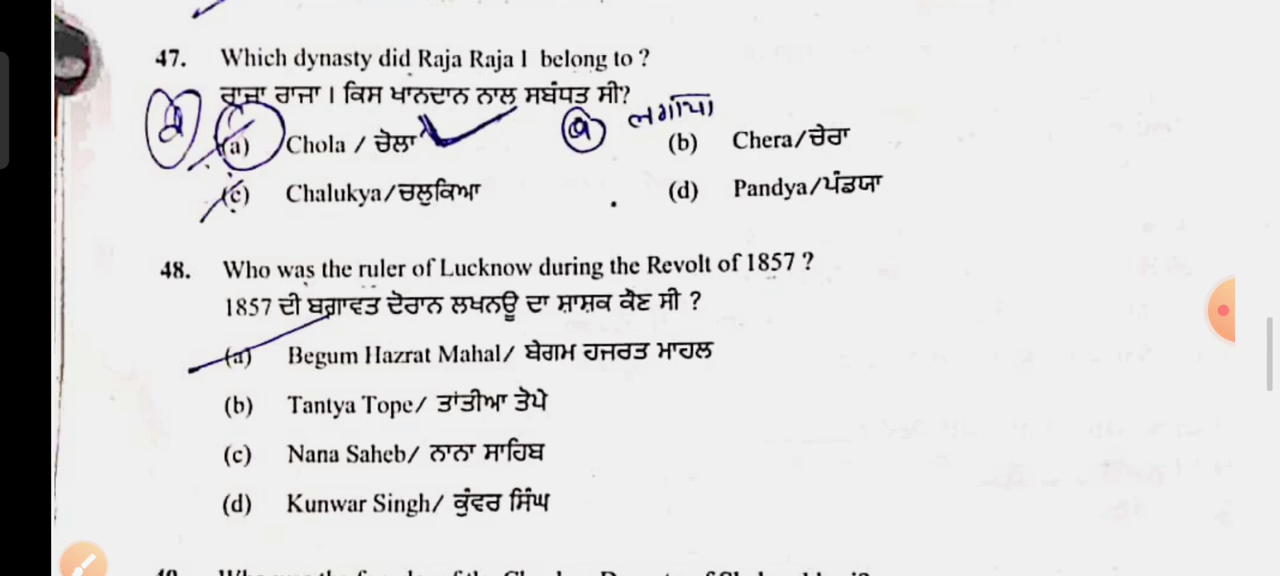 47. Which dynasty did Raja Raja I belong to ?
ਰਾਜਾ ਰਾਜਾ I ਕਿਸ ਖਾਨਦਾਨ ਨਾਲ ਸਬੰਧਤ ਸੀ?
(a) Chola / ਚੋਲਾ (b) Chera/ਚੇਰਾ
(c) Chalukya/ਚਲੁਕਿਆ (d) Pandya/ਪੰਡਯਾ
48. Who was the ruler of Lucknow during the Revolt of 1857 ?
1857 ਦੀ ਬਗ਼ਾਵਤ ਦੋਰਾਨ ਲਖਨਊ ਦਾ ਸ਼ਾਸ਼ਕ ਕੌਣ ਸੀ ?
(a) Begum Hazrat Mahal/ ਬੇਗਮ ਹਜਰਤ ਮਾਹਲ
(b) Tantya Tope/ ਤਾਂਤੀਆ ਤੋਪੇ
(c) Nana Saheb/ ਨਾਨਾ ਸਾਹਿਬ
(d) Kunwar Singh/ ਕੁੰਵਰ ਸਿੰਘ